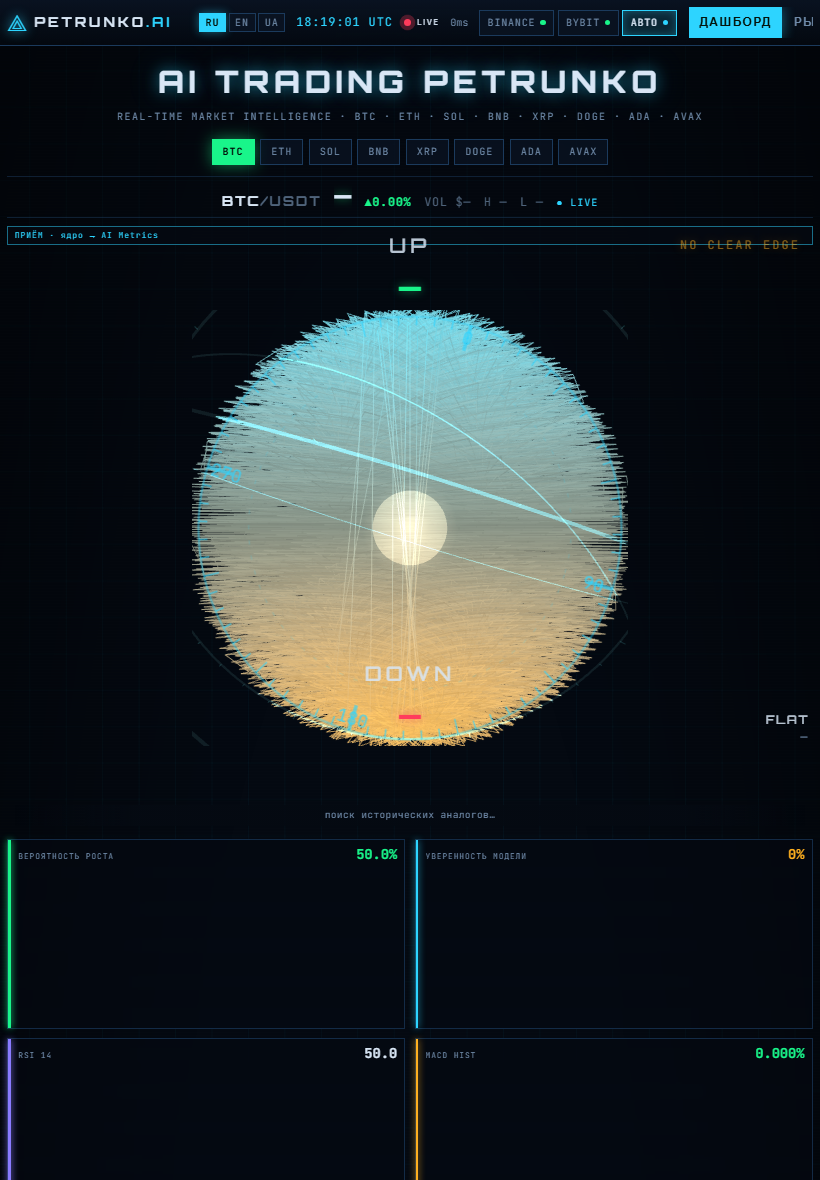 PETRUNKO.AI RU EN UA 18:19:01 UTC LIVE 0ms BINANCE BYBIT АВТО ДАШБОРД РЫ
AI TRADING PETRUNKO
REAL-TIME MARKET INTELLIGENCE · BTC · ETH · SOL · BNB · XRP · DOGE · ADA · AVAX
BTC ETH SOL BNB XRP DOGE ADA AVAX
BTC/USDT — ▲0.00% VOL $— H — L — ● LIVE
ПРИЁМ · ядро → AI Metrics
UP
NO CLEAR EDGE
—
DOWN
—
FLAT
—
поиск исторических аналогов…
ВЕРОЯТНОСТЬ РОСТА 50.0%
УВЕРЕННОСТЬ МОДЕЛИ 0%
RSI 14 50.0
MACD HIST 0.000%